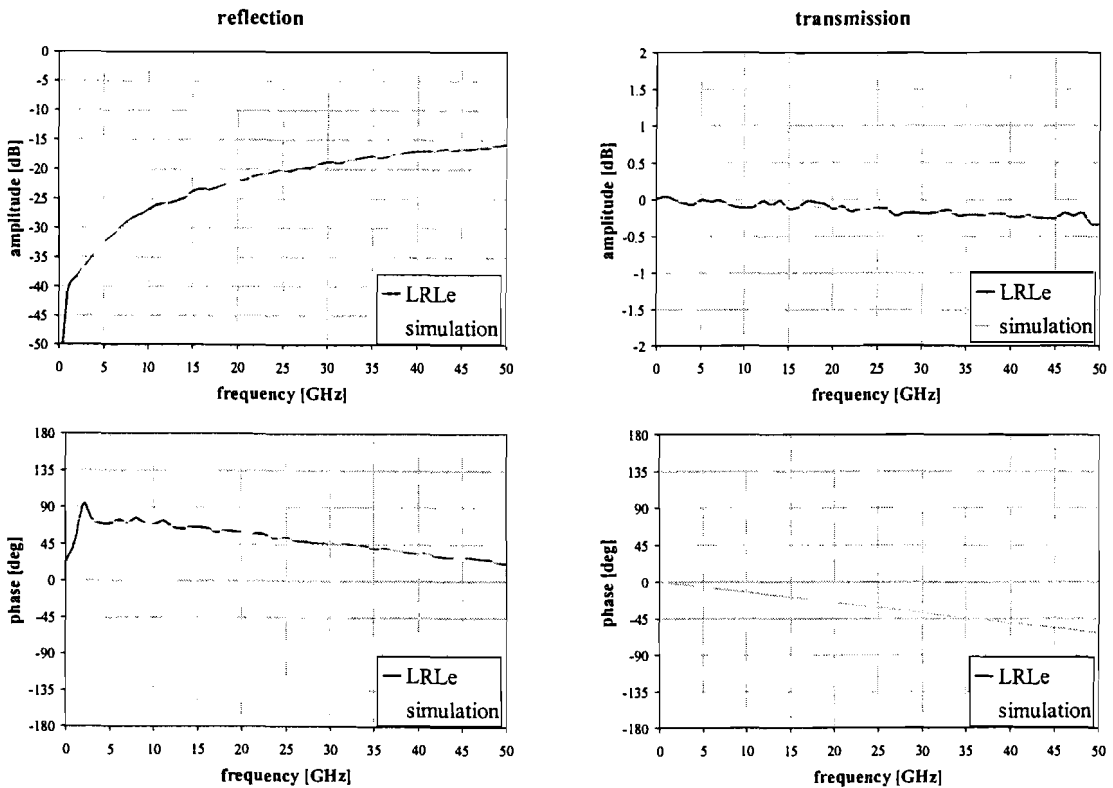 reflection
transmission
0
-5
-10
-15
-20
-25
-30
-35
-40
-45
-50
amplitude [dB]
LRLe
simulation
0 5 10 15 20 25 30 35 40 45 50
frequency [GHz]
2
1.5
1
0.5
0
-0.5
-1
-1.5
-2
amplitude [dB]
LRLe
simulation
0 5 10 15 20 25 30 35 40 45 50
frequency [GHz]
180
135
90
45
0
-45
-90
-135
-180
phase [deg]
LRLe
simulation
0 5 10 15 20 25 30 35 40 45 50
frequency [GHz]
180
135
90
45
0
-45
-90
-135
-180
phase [deg]
LRLe
simulation
0 5 10 15 20 25 30 35 40 45 50
frequency [GHz]